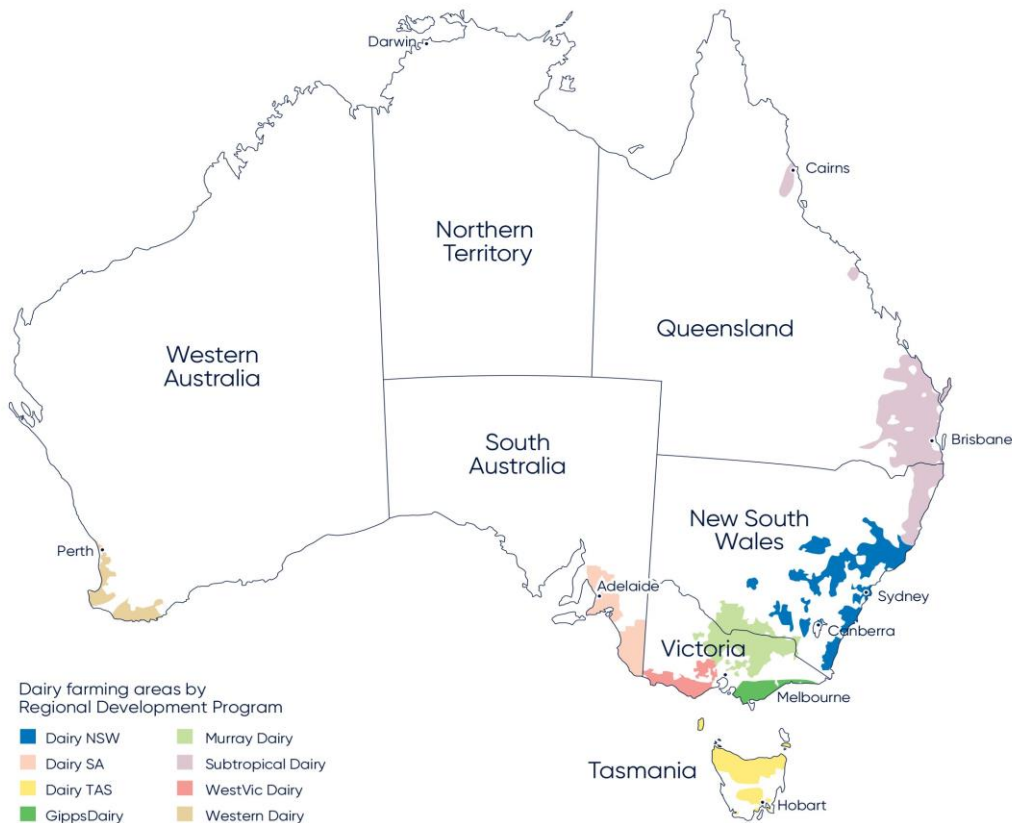 Darwin
Cairns
Northern
Territory
Queensland
Western
Australia
South
Australia
Brisbane
New South
Wales
Perth
Adelaide
Sydney
Canberra
Victoria
Melbourne
Dairy farming areas by
Regional Development Program
Dairy NSW
Murray Dairy
Dairy SA
Subtropical Dairy
Dairy TAS
WestVic Dairy
GippsDairy
Western Dairy
Tasmania
Hobart